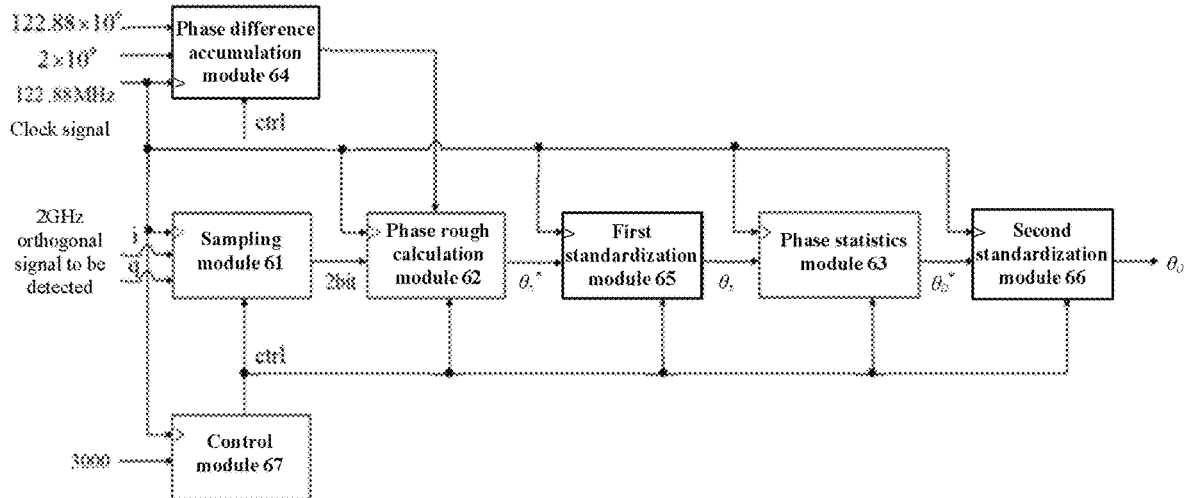 122.88×10⁶
2×10⁹
122.88MHz
Clock signal
Phase difference
accumulation
module 64
ctrl
2GHz
orthogonal
signal to be
detected
i
q
Sampling
module 61
2bit
Phase rough
calculation
module 62
θₛ*
First
standardization
module 65
θₛ
Phase statistics
module 63
θ₀*
Second
standardization
module 66
θ₀
ctrl
3000
Control
module 67